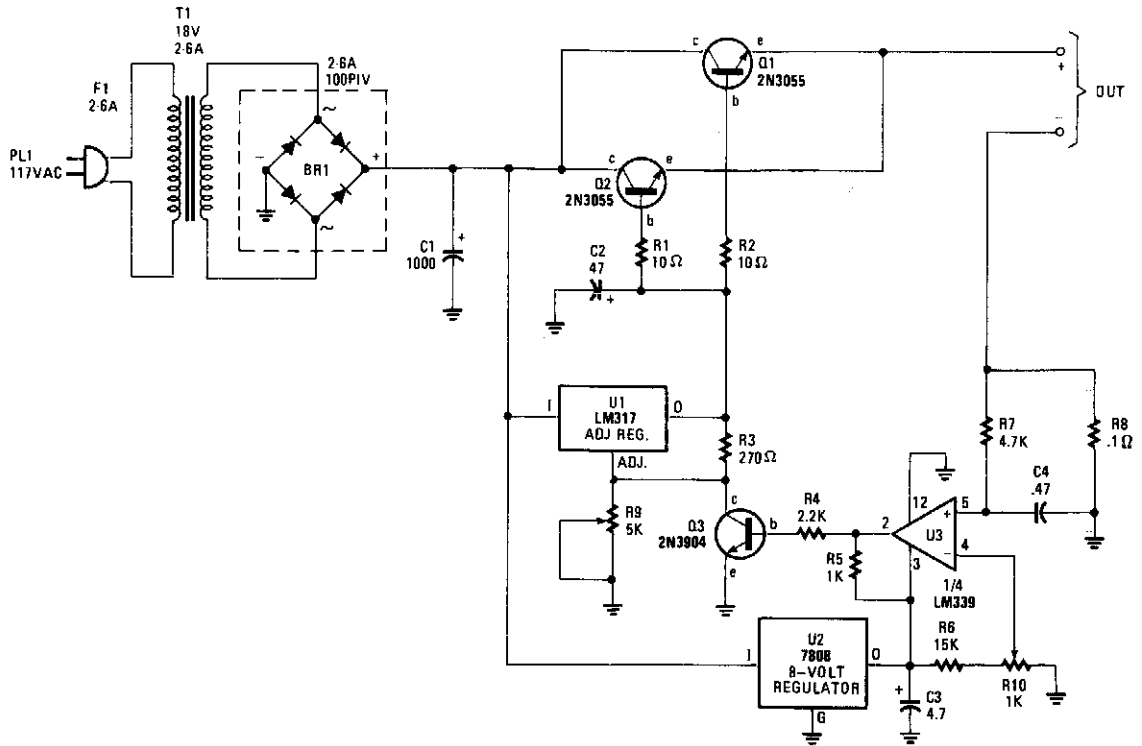 T1
18V
2·6A
F1
2·6A
PL1
117VAC
2·6A
100PIV
~
−
BR1
+
~
C1
1000
+
c
e
Q1
2N3055
b
c
e
Q2
2N3055
b
+
OUT
−
C2
47
+
R1
10Ω
R2
10Ω
I
U1
LM317
ADJ REG.
O
ADJ.
R3
270Ω
R9
5K
c
Q3
2N3904
b
e
R4
2.2K
R5
1K
2
12
3
+
−
U3
5
4
1/4
LM339
R7
4.7K
R8
.1Ω
C4
.47
I
U2
7808
8-VOLT
REGULATOR
O
G
R6
15K
R10
1K
+
C3
4.7